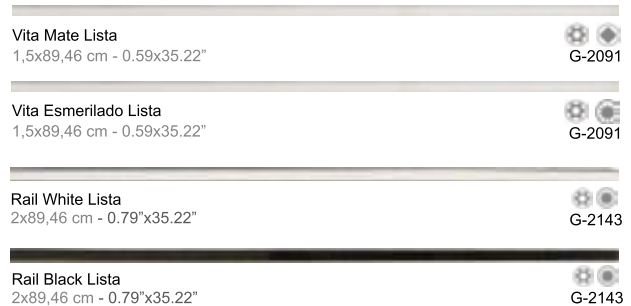 Vita Mate Lista
1,5x89,46 cm - 0.59x35.22”
G-2091
Vita Esmerilado Lista
1,5x89,46 cm - 0.59x35.22”
G-2091
Rail White Lista
2x89,46 cm - 0.79”x35.22”
G-2143
Rail Black Lista
2x89,46 cm - 0.79”x35.22”
G-2143